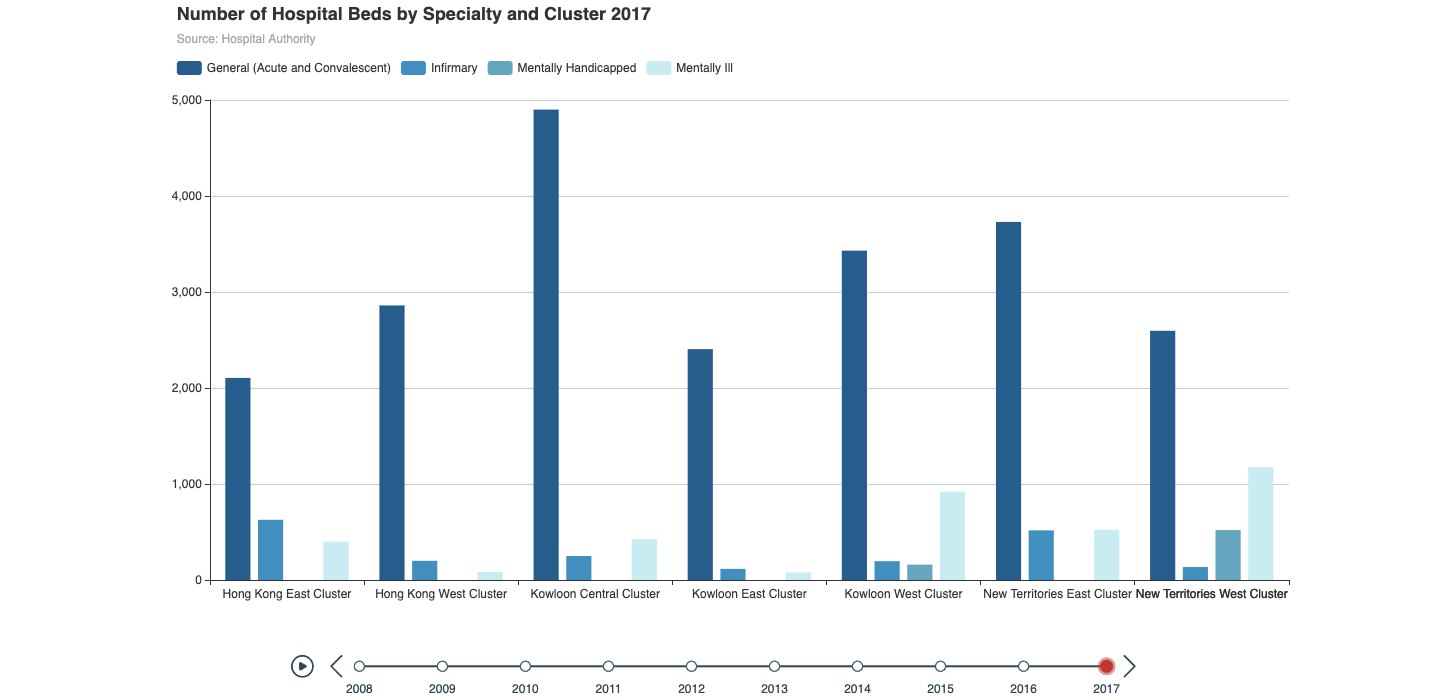 Number of Hospital Beds by Specialty and Cluster 2017
Source: Hospital Authority
General (Acute and Convalescent) Infirmary Mentally Handicapped Mentally Ill
5,000
4,000
3,000
2,000
1,000
0
Hong Kong East Cluster Hong Kong West Cluster Kowloon Central Cluster Kowloon East Cluster Kowloon West Cluster New Territories East Cluster New Territories West Cluster
2008 2009 2010 2011 2012 2013 2014 2015 2016 2017